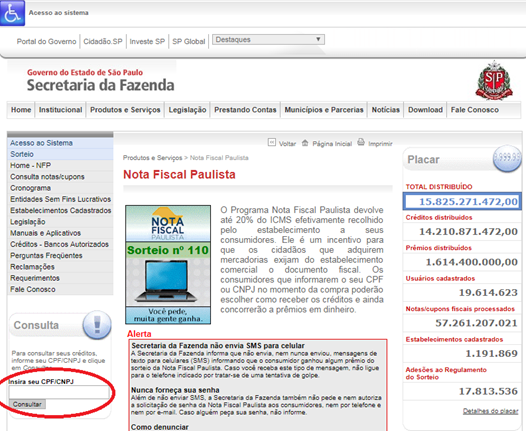 Acesso ao sistema
Portal do Governo Cidadão.SP Investe SP SP Global Destaques
Governo do Estado de São Paulo
Secretaria da Fazenda
SP
Home Institucional Produtos e Serviços Legislação Prestando Contas Municípios e Parcerias Notícias Download Fale Conosco
Acesso ao Sistema
Sorteio
Home - NFP
Consulta notas/cupons
Cronograma
Entidades Sem Fins Lucrativos
Estabelecimentos Cadastrados
Legislação
Manuais e Aplicativos
Créditos - Bancos Autorizados
Perguntas Freqüentes
Reclamações
Requerimentos
Fale Conosco
Consulta
Para consultar seus créditos,
informe seu CPF/CNPJ e clique
Insira seu CPF/CNPJ
Consultar
Voltar Página Inicial Imprimir
Produtos e Serviços > Nota Fiscal Paulista
Nota Fiscal Paulista
NOTA
FISCAL
PAULISTA
Sorteio nº 110
Você pede,
muita gente ganha.
O Programa Nota Fiscal Paulista devolve
até 20% do ICMS efetivamente recolhido
pelo estabelecimento a seus
consumidores. Ele é um incentivo para
que os cidadãos que adquirem
mercadorias exijam do estabelecimento
comercial o documento fiscal. Os
consumidores que informarem o seu CPF
ou CNPJ no momento da compra poderão
escolher como receber os créditos e ainda
concorrerão a prêmios em dinheiro.
Alerta
Secretaria da Fazenda não envia SMS para celular
A Secretaria da Fazenda informa que não envia, nem nunca enviou, mensagens de
texto para celulares (SMS) informando que o consumidor ganhou algum prêmio do
sorteio da Nota Fiscal Paulista. Caso você receba este tipo de mensagem, não ligue
para o telefone indicado por tratar-se de uma tentativa de golpe.
Nunca forneça sua senha
Além de não enviar SMS, a Secretaria da Fazenda também não pede e nem autoriza
a solicitação de senha da Nota Fiscal Paulista aos consumidores, nem por telefone e
nem por e-mail. Caso alguém peça sua senha, não informe.
Como denunciar
Placar
9.999,99
TOTAL DISTRIBUÍDO
15.825.271.472,00
Créditos distribuídos
14.210.871.472,00
Prêmios distribuídos
1.614.400.000,00
Usuários cadastrados
19.614.623
Notas/cupons fiscais processados
57.261.207.021
Estabelecimentos cadastrados
1.191.869
Adesões ao Regulamento
do Sorteio
17.813.536
Detalhes do placar